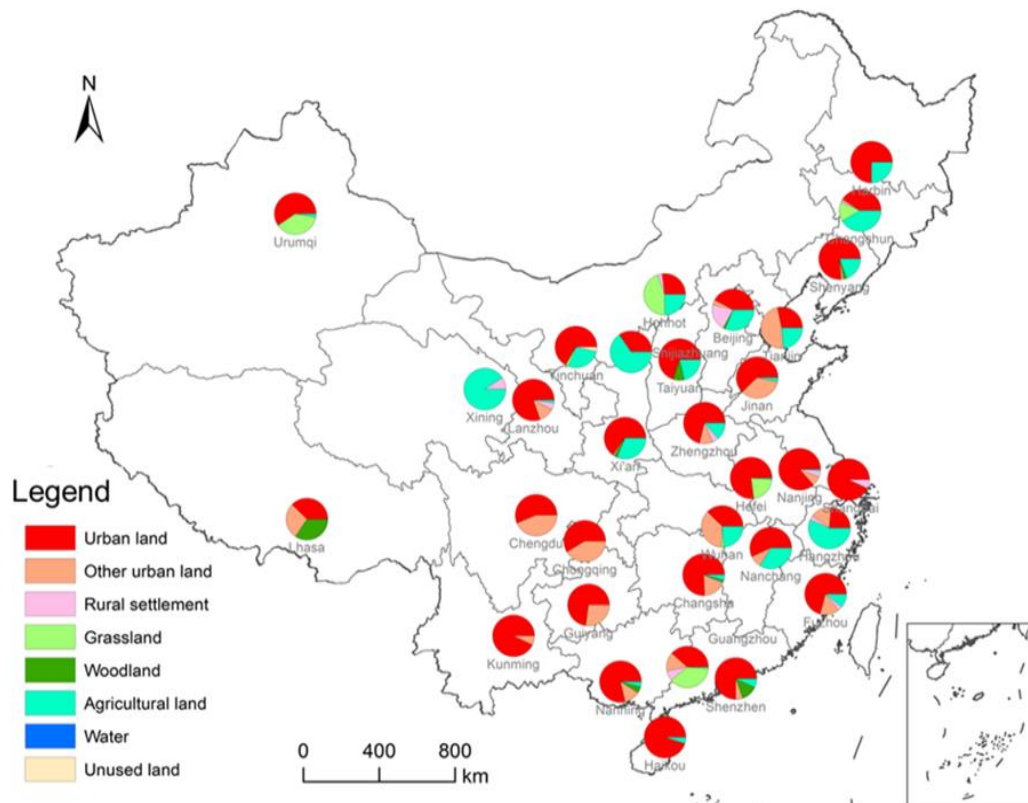 N
Harbin
Changchun
Urumqi
Shenyang
Hohhot
Beijing
Tianjin
Yinchuan
Shijiazhuang
Taiyuan
Xining
Jinan
Lanzhou
Zhengzhou
Xi'an
Hefei
Nanjing
Shanghai
Legend
Urban land
Other urban land
Rural settlement
Grassland
Woodland
Agricultural land
Water
Unused land
Lhasa
Chengdu
Chongqing
Wuhan
Hangzhou
Nanchang
Changsha
Fuzhou
Guiyang
Guangzhou
Kunming
Nanning
Shenzhen
Haikou
0 400 800
km